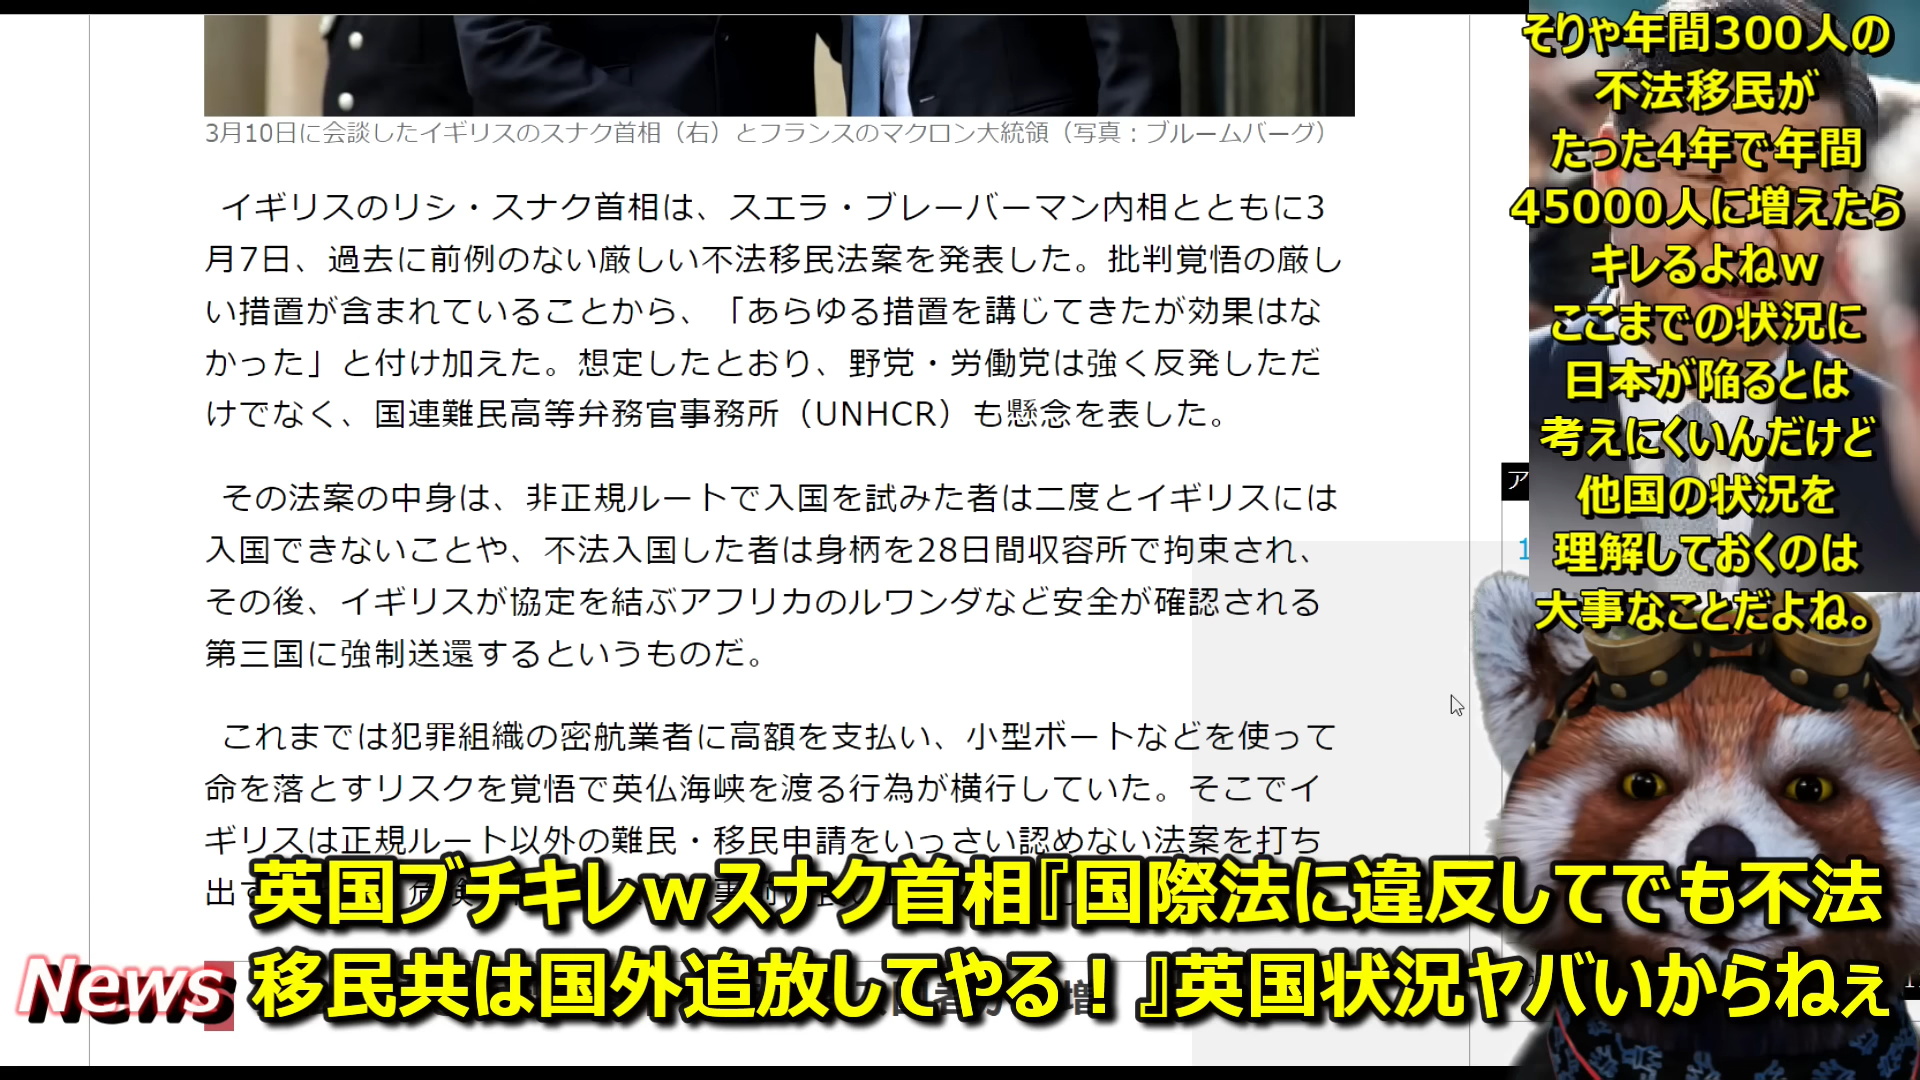 3月10日に会談したイギリスのスナク首相（右）とフランスのマクロン大統領（写真：ブルームバーグ）
イギリスのリシ・スナク首相は、スエラ・ブレーバーマン内相とともに3
月7日、過去に前例のない厳しい不法移民法案を発表した。批判覚悟の厳し
い措置が含まれていることから、「あらゆる措置を講じてきたが効果はな
かった」と付け加えた。想定したとおり、野党・労働党は強く反発しただ
けでなく、国連難民高等弁務官事務所（UNHCR）も懸念を表した。
その法案の中身は、非正規ルートで入国を試みた者は二度とイギリスには
入国できないことや、不法入国した者は身柄を28日間収容所で拘束され、
その後、イギリスが協定を結ぶアフリカのルワンダなど安全が確認される
第三国に強制送還するというものだ。
これまでは犯罪組織の密航業者に高額を支払い、小型ボートなどを使って
命を落とすリスクを覚悟で英仏海峡を渡る行為が横行していた。そこでイ
ギリスは正規ルート以外の難民・移民申請をいっさい認めない法案を打ち
出す
そりゃ年間300人の
不法移民が
たった4年で年間
45000人に増えたら
キレるよねw
ここまでの状況に
日本が陥るとは
考えにくいんだけど
他国の状況を
理解しておくのは
大事なことだよね。
ア
1
英国ブチキレwスナク首相『国際法に違反してでも不法
移民共は国外追放してやる！』英国状況ヤバいからねぇ
News